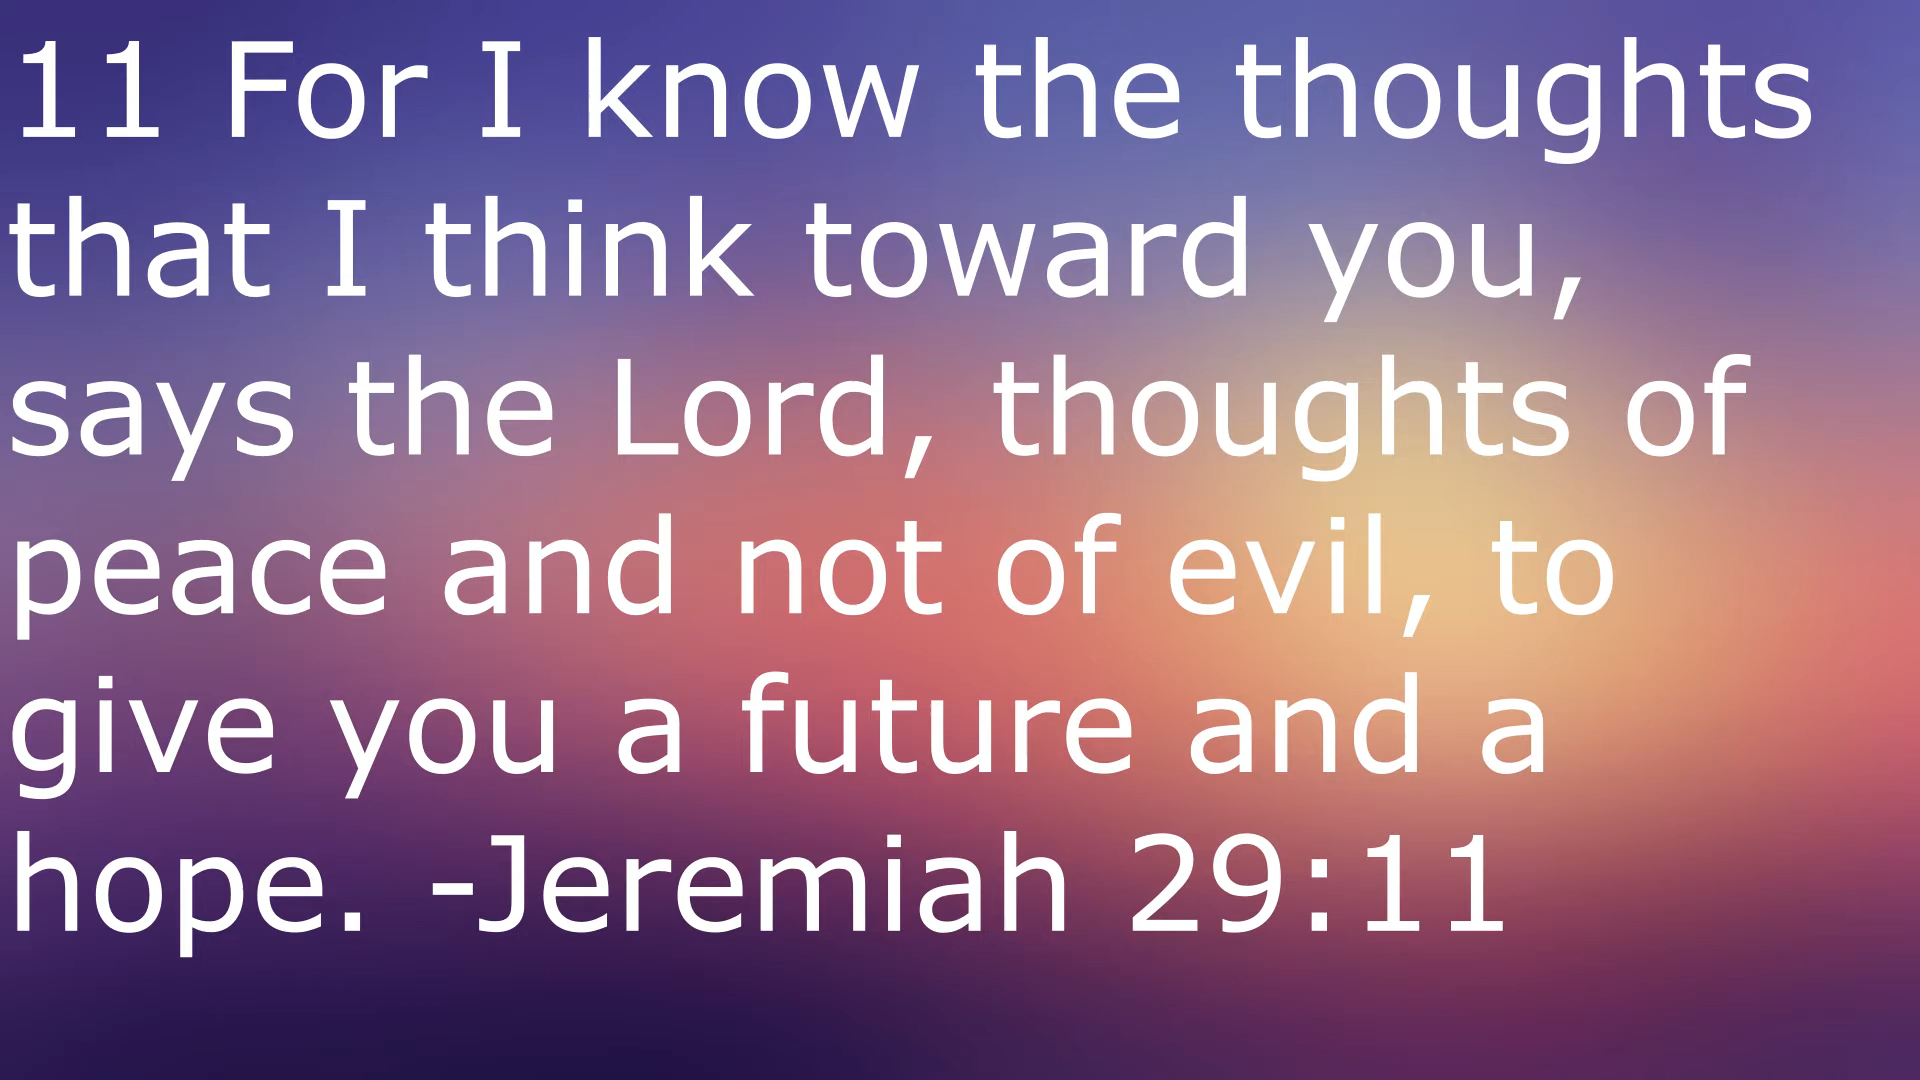 11 For I know the thoughts
that I think toward you,
says the Lord, thoughts of
peace and not of evil, to
give you a future and a
hope. -Jeremiah 29:11